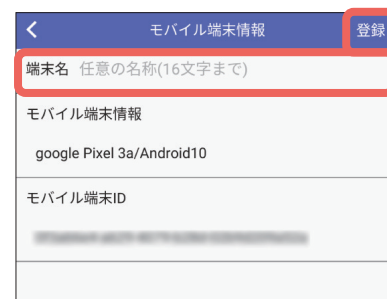 モバイル端末情報 登録
端末名 任意の名称(16文字まで)
モバイル端末情報
google Pixel 3a/Android10
モバイル端末ID